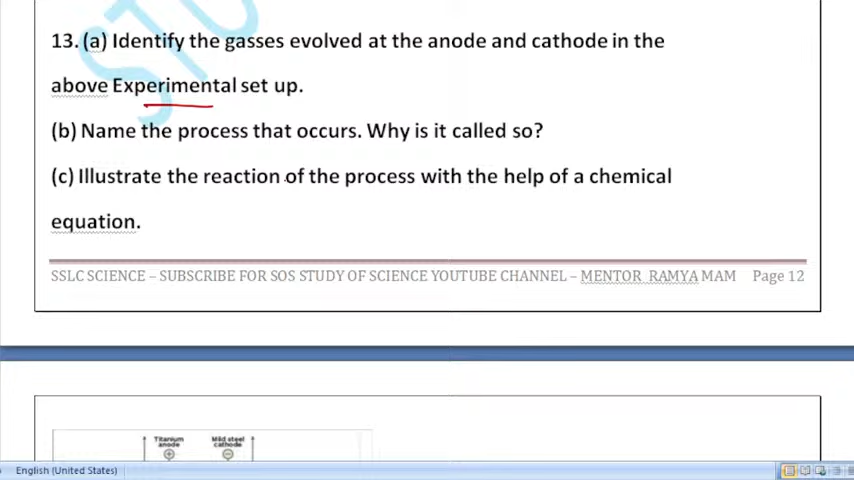 13. (a) Identify the gasses evolved at the anode and cathode in the
above Experimental set up.
(b) Name the process that occurs. Why is it called so?
(c) Illustrate the reaction of the process with the help of a chemical
equation.
SSLC SCIENCE – SUBSCRIBE FOR SOS STUDY OF SCIENCE YOUTUBE CHANNEL – MENTOR RAMYA MAM Page 12
Titanium anode
Mild steel cathode
English (United States)